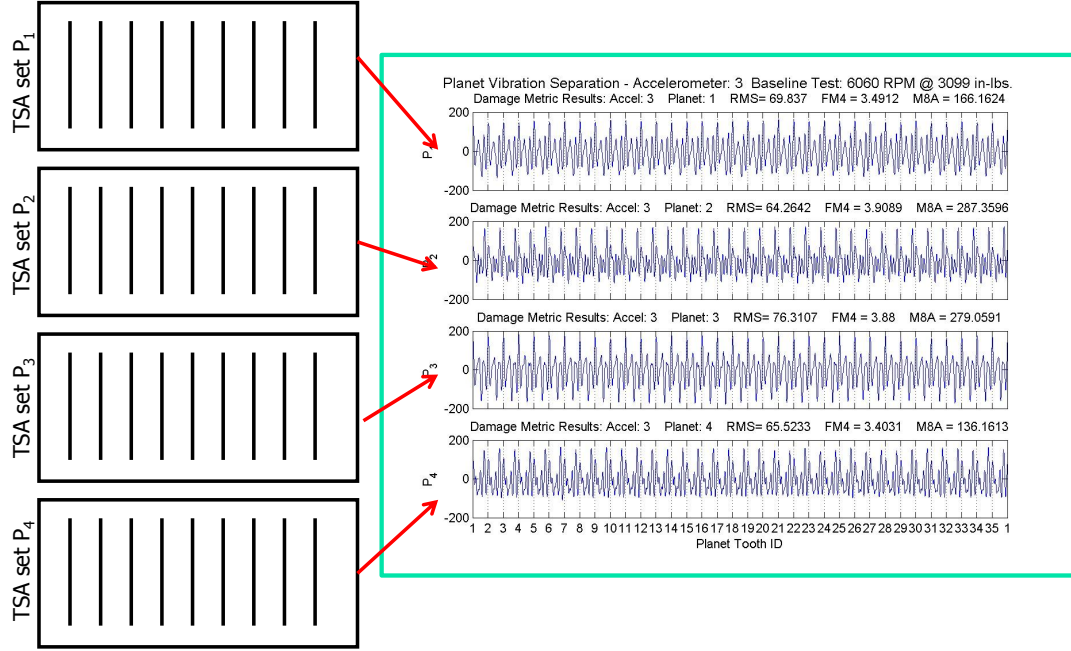 TSA set P1
TSA set P2
TSA set P3
TSA set P4
Planet Vibration Separation - Accelerometer: 3 Baseline Test: 6060 RPM @ 3099 in-lbs.
Damage Metric Results: Accel: 3 Planet: 1 RMS= 69.837 FM4 = 3.4912 M8A = 166.1624
200
0
-200
P
Damage Metric Results: Accel: 3 Planet: 2 RMS= 64.2642 FM4 = 3.9089 M8A = 287.3596
200
0
-200
P2
Damage Metric Results: Accel: 3 Planet: 3 RMS= 76.3107 FM4 = 3.88 M8A = 279.0591
200
0
-200
P3
Damage Metric Results: Accel: 3 Planet: 4 RMS= 65.5233 FM4 = 3.4031 M8A = 136.1613
200
0
-200
P4
1 2 3 4 5 6 7 8 9 10 11 12 13 14 15 16 17 18 19 20 21 22 23 24 25 26 27 28 29 30 31 32 33 34 35 1
Planet Tooth ID